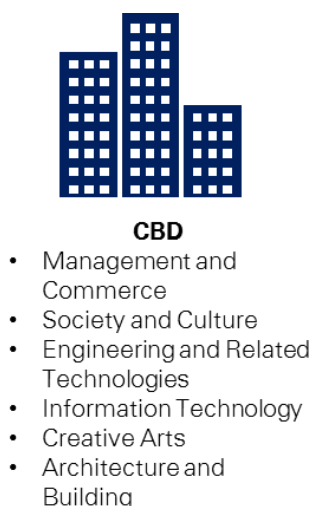 CBD
• Management and
Commerce
• Society and Culture
• Engineering and Related
Technologies
• Information Technology
• Creative Arts
• Architecture and
Building